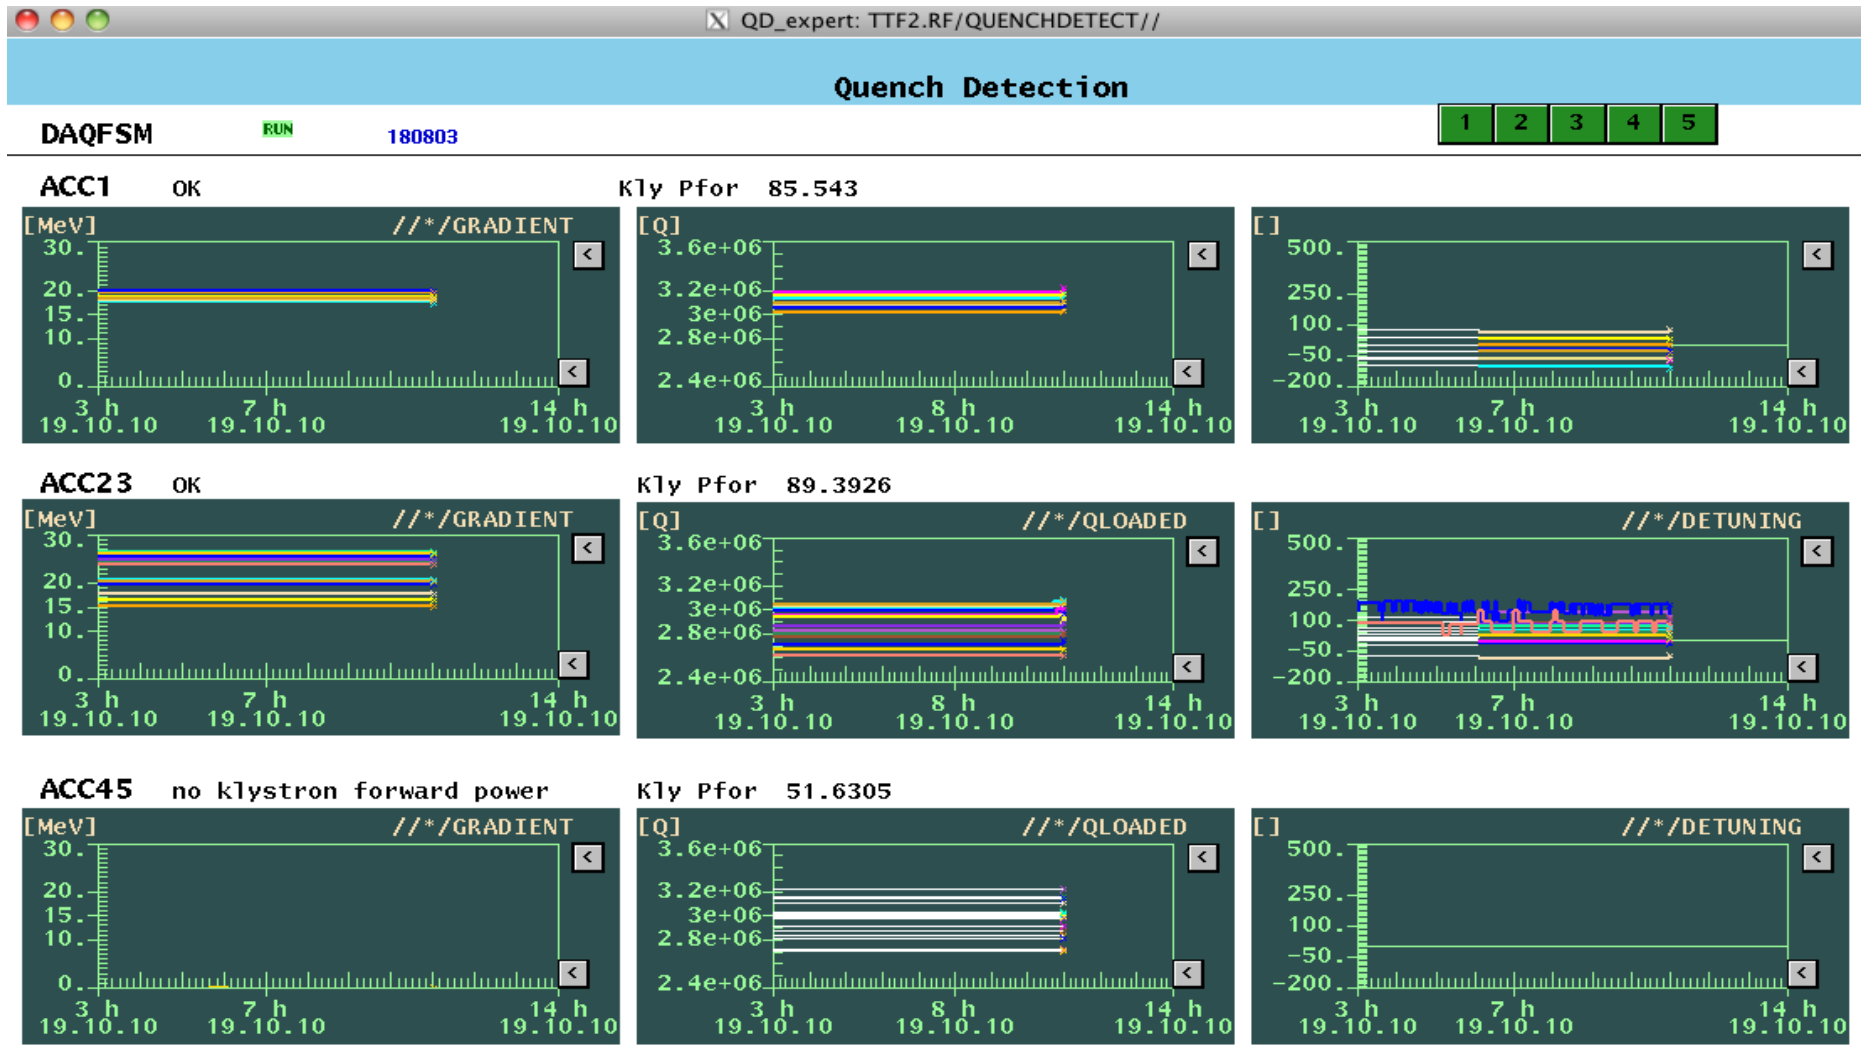 QD_expert: TTF2.RF/QUENCHDETECT//
Quench Detection
DAQFSM RUN 180803 1 2 3 4 5
ACC1 OK Kly Pfor 85.543
[MeV] //*/GRADIENT
30.
20.
15.
10.
0.
3 h 7 h 14 h
19.10.10 19.10.10 19.10.10
<
<
[Q]
3.6e+06
3.2e+06
3e+06
2.8e+06
2.4e+06
3 h 8 h 14 h
19.10.10 19.10.10 19.10.10
<
<
[]
500.
250.
100.
-50.
-200.
3 h 7 h 14 h
19.10.10 19.10.10 19.10.10
<
<
ACC23 OK Kly Pfor 89.3926
[MeV] //*/GRADIENT
30.
20.
15.
10.
0.
3 h 7 h 14 h
19.10.10 19.10.10 19.10.10
<
<
[Q] //*/QLOADED
3.6e+06
3.2e+06
3e+06
2.8e+06
2.4e+06
3 h 8 h 14 h
19.10.10 19.10.10 19.10.10
<
<
[] //*/DETUNING
500.
250.
100.
-50.
-200.
3 h 7 h 14 h
19.10.10 19.10.10 19.10.10
<
<
ACC45 no klystron forward power Kly Pfor 51.6305
[MeV] //*/GRADIENT
30.
20.
15.
10.
0.
3 h 7 h 14 h
19.10.10 19.10.10 19.10.10
<
<
[Q] //*/QLOADED
3.6e+06
3.2e+06
3e+06
2.8e+06
2.4e+06
3 h 8 h 14 h
19.10.10 19.10.10 19.10.10
<
<
[] //*/DETUNING
500.
250.
100.
-50.
-200.
3 h 7 h 14 h
19.10.10 19.10.10 19.10.10
<
<